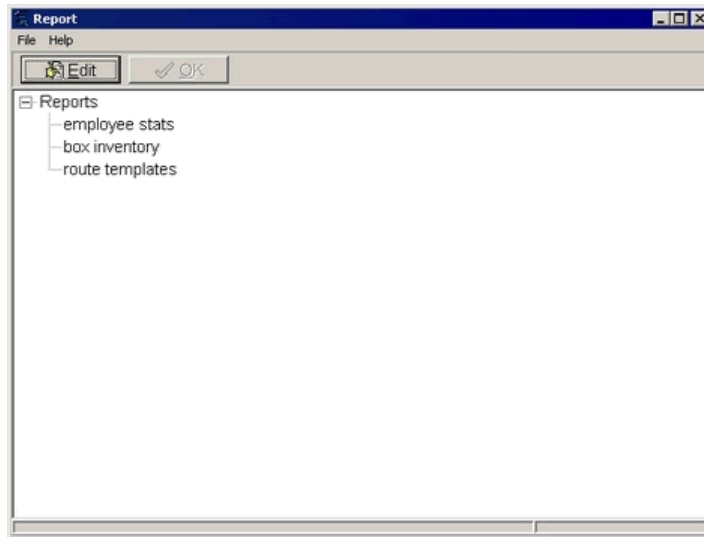 Report
File Help
Edit OK
Reports
employee stats
box inventory
route templates